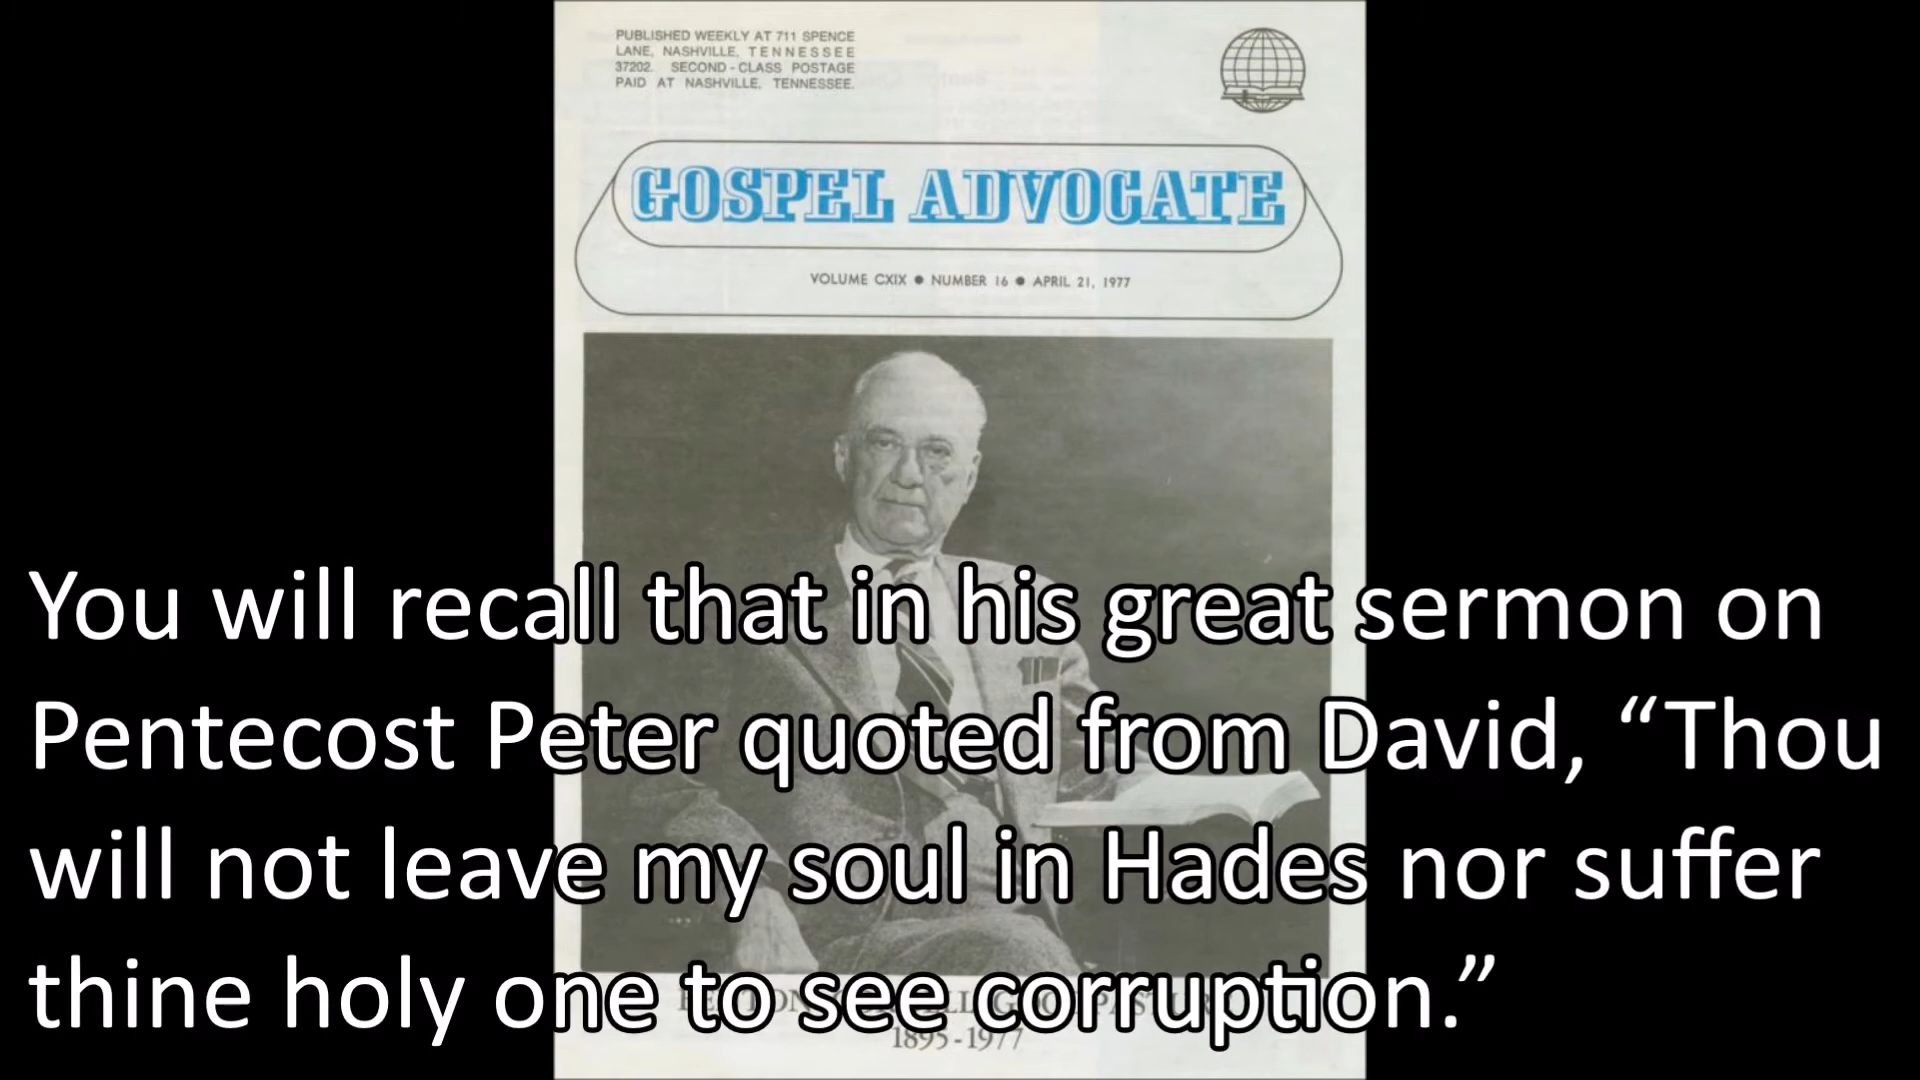 PUBLISHED WEEKLY AT 711 SPENCE
LANE, NASHVILLE, TENNESSEE
37202. SECOND-CLASS POSTAGE
PAID AT NASHVILLE, TENNESSEE.
GOSPEL ADVOCATE
VOLUME CXIX ● NUMBER 16 ● APRIL 21, 1977
You will recall that in his great sermon on
Pentecost Peter quoted from David, “Thou
will not leave my soul in Hades nor suffer
thine holy one to see corruption.”
1895-1977